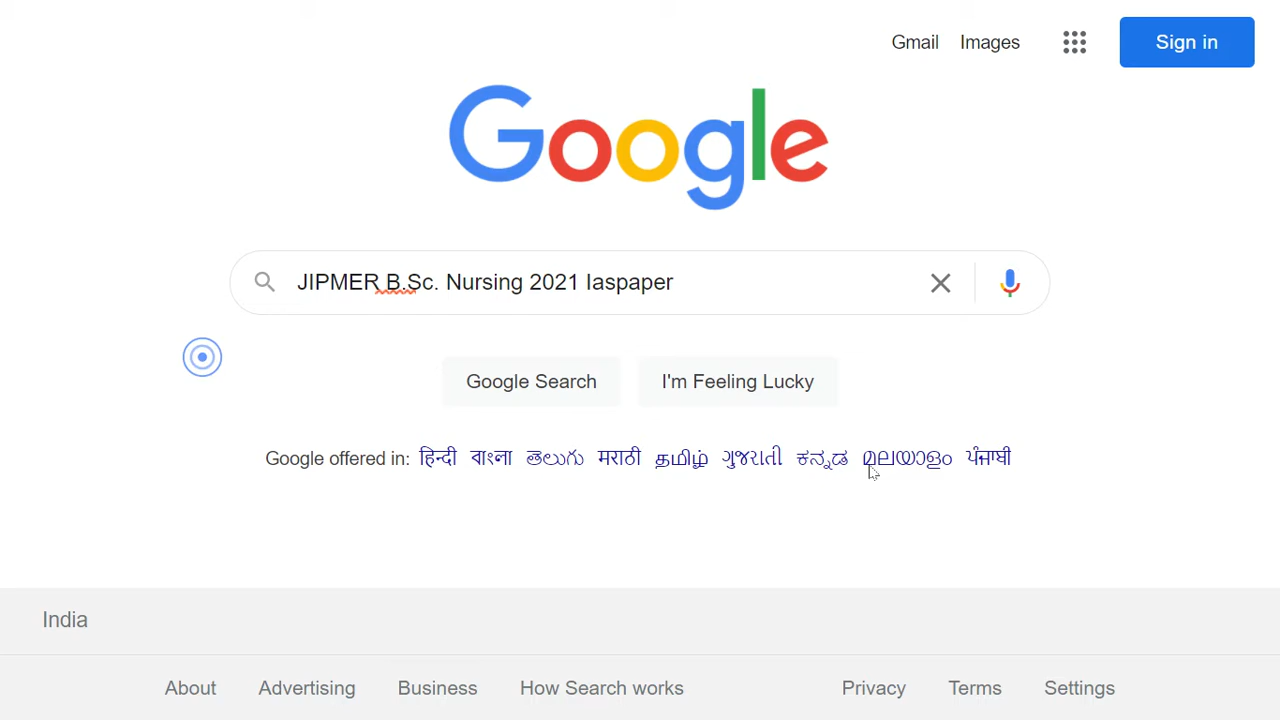 Gmail Images Sign in
Google
JIPMER B.Sc. Nursing 2021 Iaspaper
Google Search I'm Feeling Lucky
Google offered in: हिन्दी বাংলা తెలుగు मराठी தமிழ் ગુજરાતી ಕನ್ನಡ മലയാളം ਪੰਜਾਬੀ
India
About Advertising Business How Search works Privacy Terms Settings